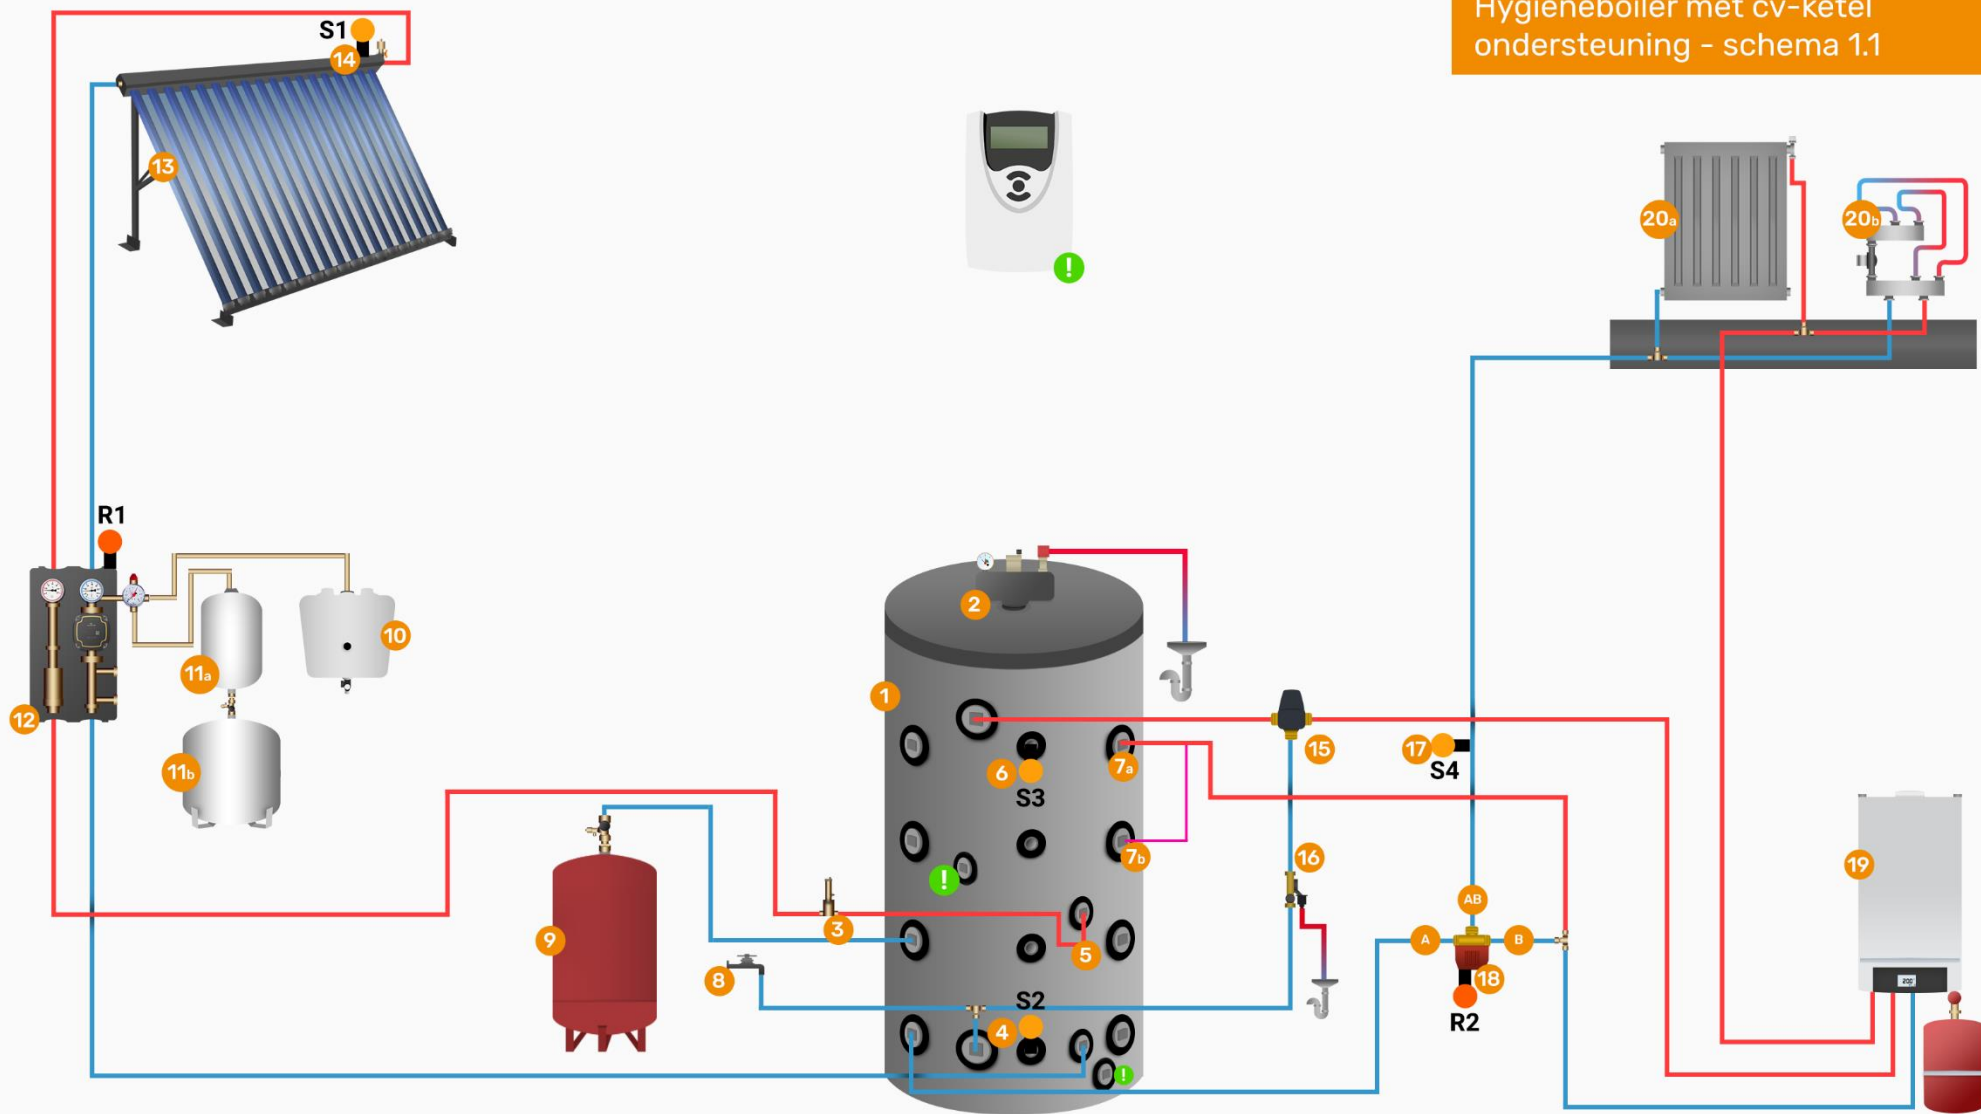 Hygiëneboiler met cv-ketel
ondersteuning - schema 1.1
S1
14
13
!
20a
20b
R1
10
11a
12
11b
2
1
15
17
S4
6
S3
7a
7b
!
16
19
AB
3
9
5
A
B
8
18
S2
4
R2
!